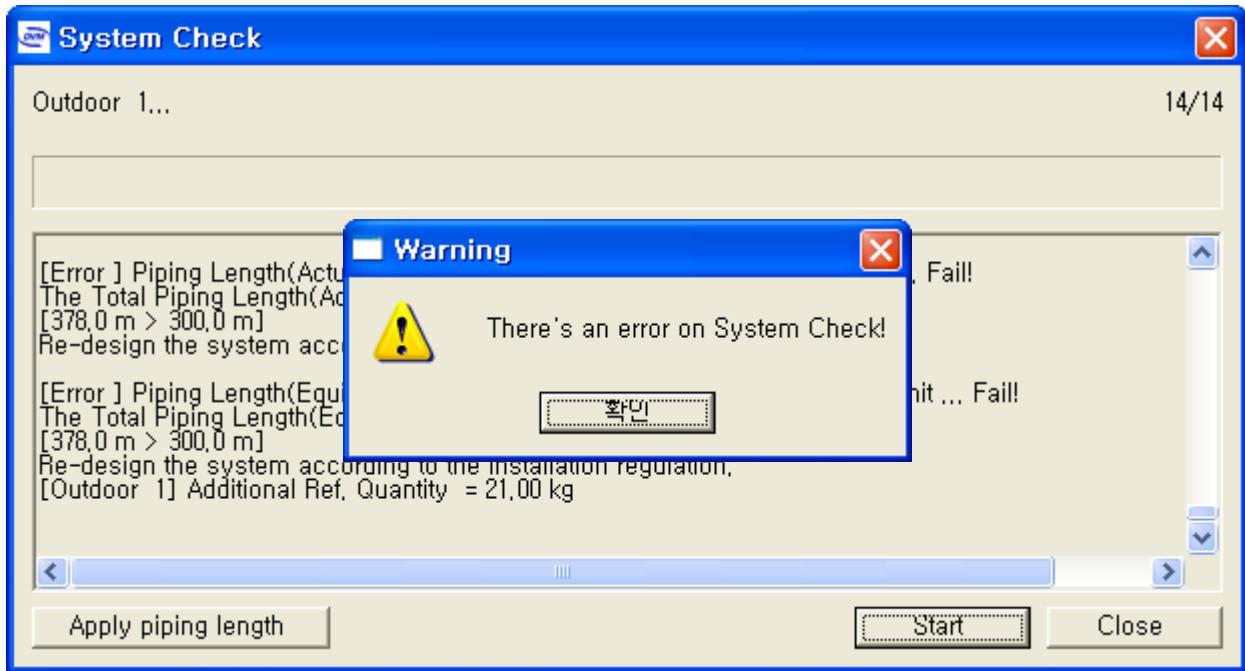 DVM System Check
Outdoor 1...
14/14
[Error ] Piping Length(Actu
. Fail!
The Total Piping Length(Ac
[378.0 m > 300.0 m]
Re-design the system acc
[Error ] Piping Length(Equi
nit ... Fail!
The Total Piping Length(Ec
[378.0 m > 300.0 m]
Re-design the system according to the installation regulation.
[Outdoor 1] Additional Ref. Quantity = 21.00 kg
Warning
There's an error on System Check!
확인
Apply piping length
Start
Close